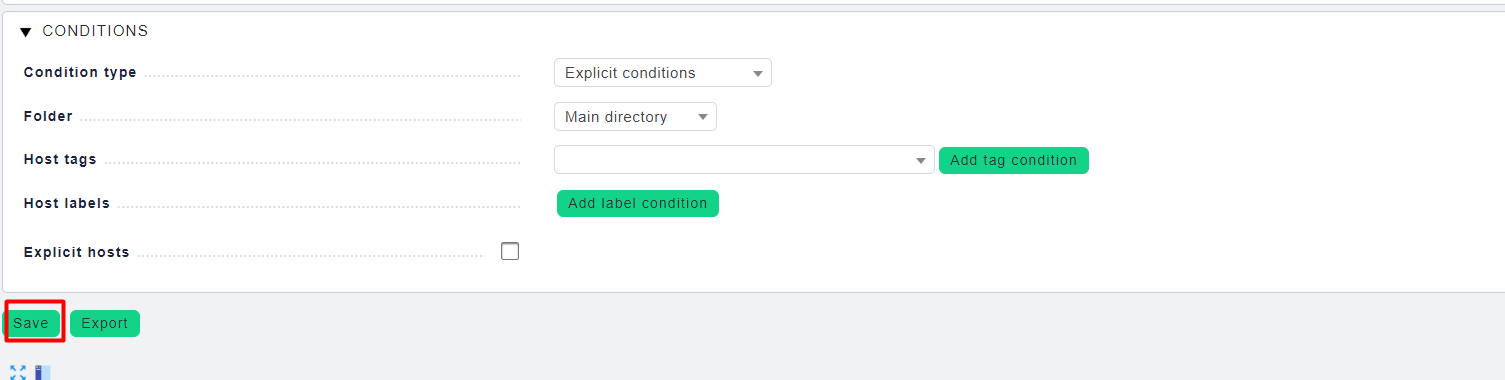 CONDITIONS
Condition type
Explicit conditions
Folder
Main directory
Host tags
Add tag condition
Host labels
Add label condition
Explicit hosts
Save Export